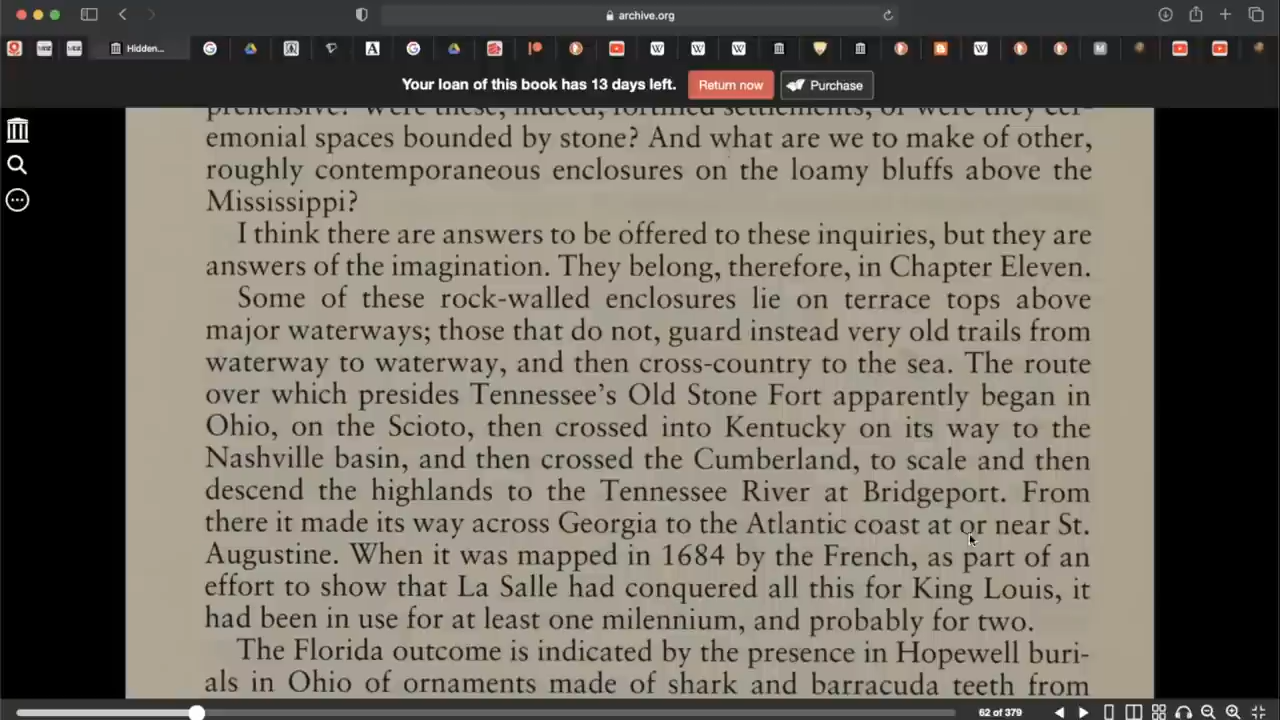 archive.org
Hidden...
Your loan of this book has 13 days left.
Return now
Purchase
emonial spaces bounded by stone? And what are we to make of other,
roughly contemporaneous enclosures on the loamy bluffs above the
Mississippi?
I think there are answers to be offered to these inquiries, but they are
answers of the imagination. They belong, therefore, in Chapter Eleven.
Some of these rock-walled enclosures lie on terrace tops above
major waterways; those that do not, guard instead very old trails from
waterway to waterway, and then cross-country to the sea. The route
over which presides Tennessee's Old Stone Fort apparently began in
Ohio, on the Scioto, then crossed into Kentucky on its way to the
Nashville basin, and then crossed the Cumberland, to scale and then
descend the highlands to the Tennessee River at Bridgeport. From
there it made its way across Georgia to the Atlantic coast at or near St.
Augustine. When it was mapped in 1684 by the French, as part of an
effort to show that La Salle had conquered all this for King Louis, it
had been in use for at least one milennium, and probably for two.
The Florida outcome is indicated by the presence in Hopewell buri-
als in Ohio of ornaments made of shark and barracuda teeth from
62 of 379